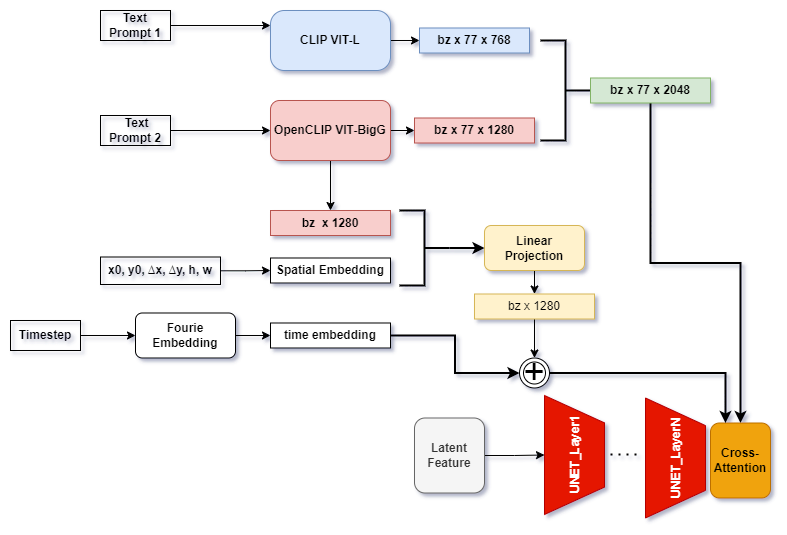 Text
Prompt 1
CLIP VIT-L
bz x 77 x 768
bz x 77 x 2048
Text
Prompt 2
OpenCLIP VIT-BigG
bz x 77 x 1280
bz x 1280
Linear
Projection
x0, y0, Δx, Δy, h, w
Spatial Embedding
bz x 1280
Timestep
Fourie
Embedding
time embedding
Latent
Feature
UNET_Layer1
....
UNET_LayerN
Cross-
Attention